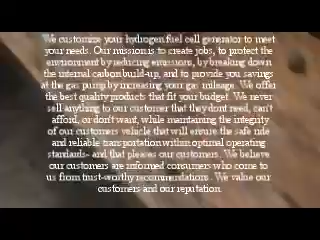 We customize your hydrogen fuel cell generator to meet
your needs. Our mission is to create jobs, to protect the
environment by reducing emissions, by breaking down
the internal carbon build-up, and to provide you savings
at the gas pump by increasing your gas mileage. We offer
the best quality products that fit your budget. We never
sell anything to our customer that they dont need, can't
afford, or don't want, while maintaining the integrity
of our customers vehicle that will ensure the safe ride
and reliable transportation within optimal operating
standards- and that pleases our customers. We believe
our customers are informed consumers who come to
us from trust-worthy recommendations. We value our
customers and our reputation.